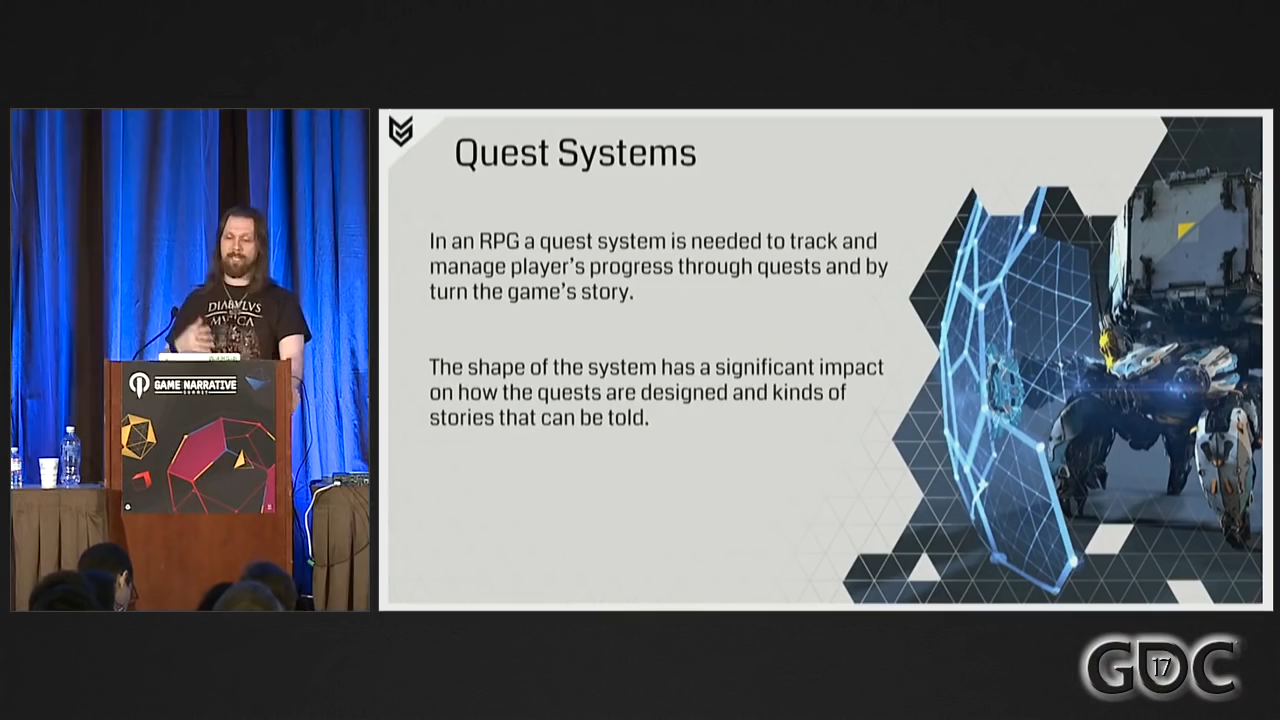 Quest Systems
In an RPG a quest system is needed to track and
manage player's progress through quests and by
turn the game's story.
The shape of the system has a significant impact
on how the quests are designed and kinds of
stories that can be told.
DIABVLVS
GAME NARRATIVE
SUMMIT
GDC
17